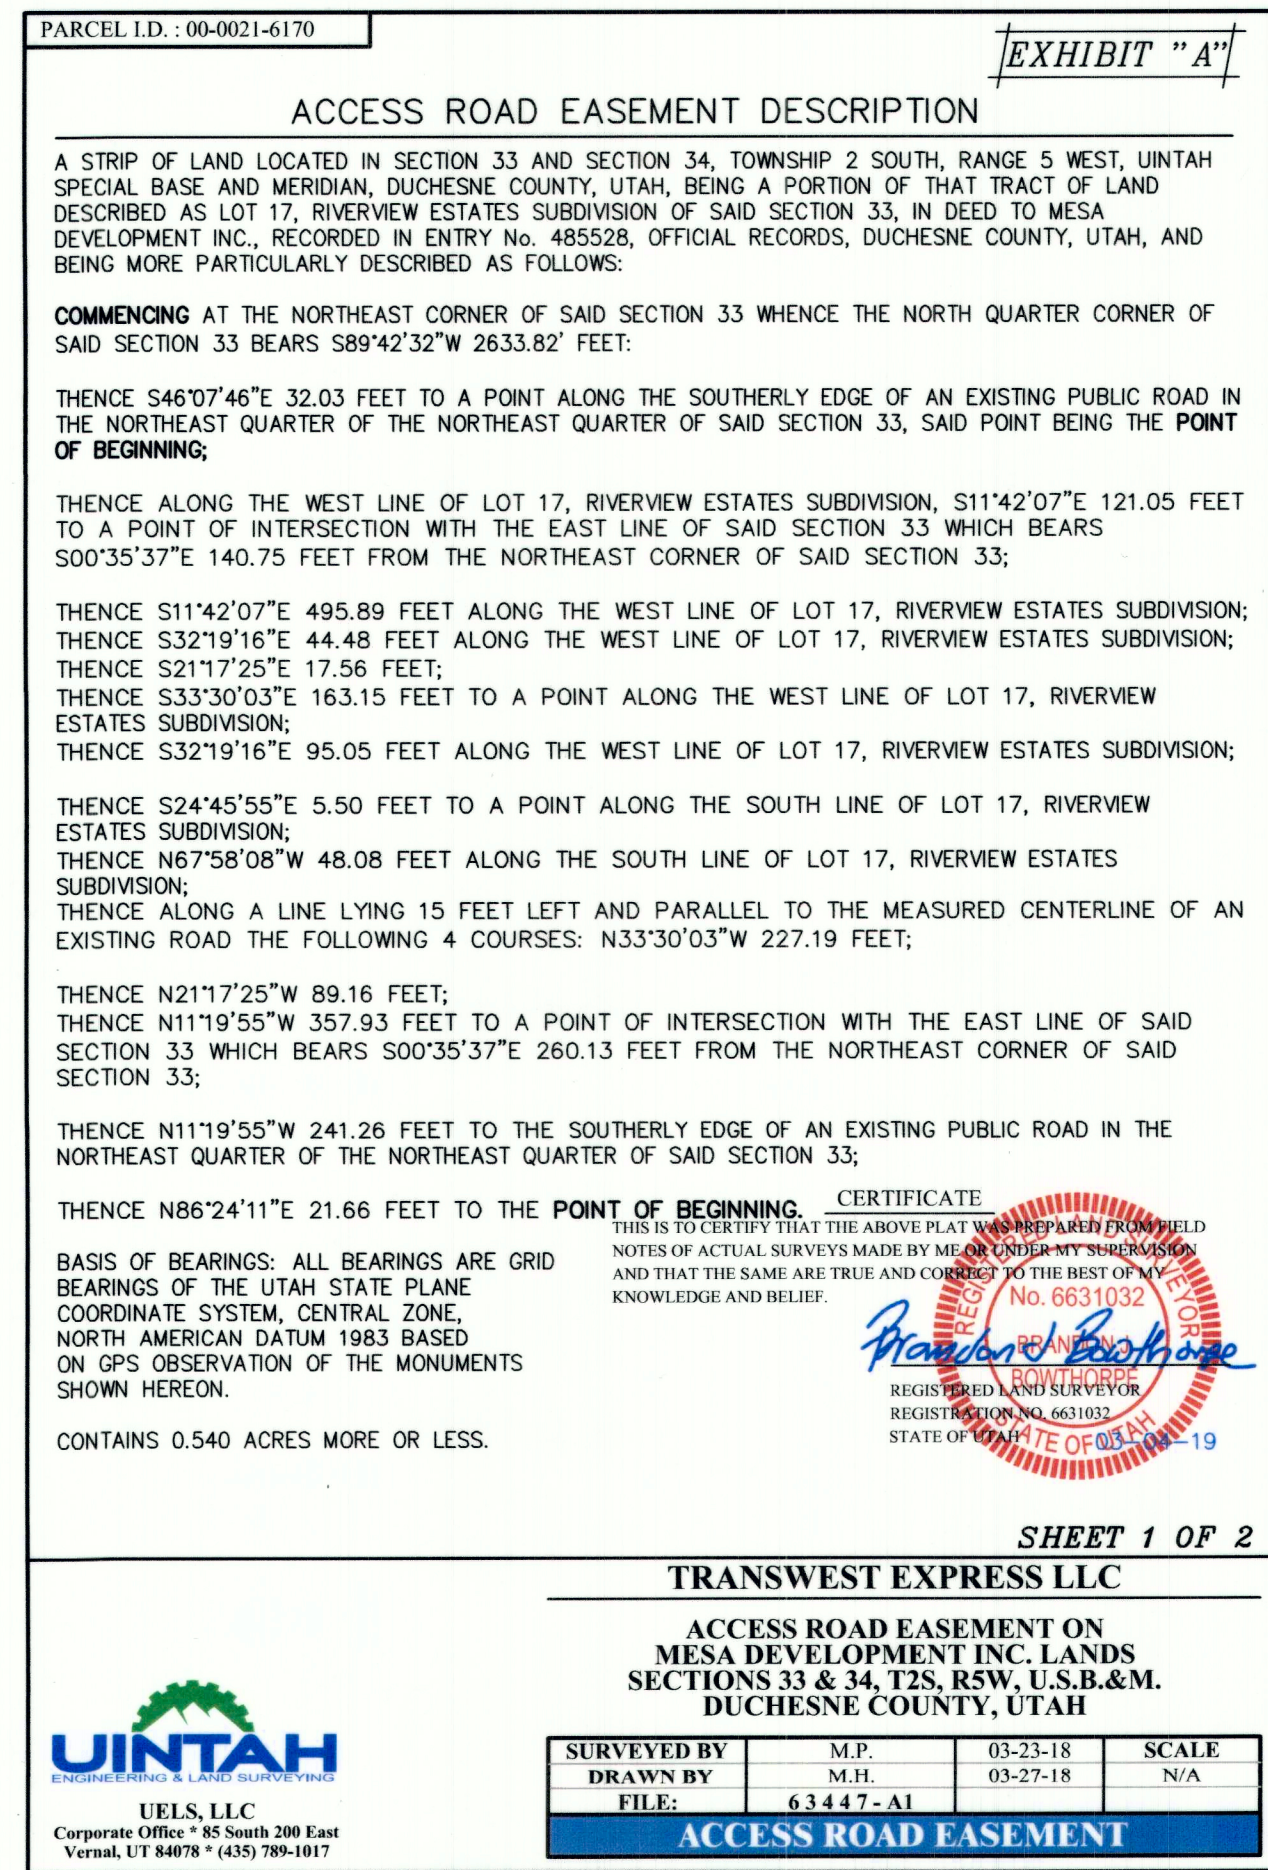 PARCEL I.D. : 00-0021-6170
EXHIBIT "A"
ACCESS ROAD EASEMENT DESCRIPTION
A STRIP OF LAND LOCATED IN SECTION 33 AND SECTION 34, TOWNSHIP 2 SOUTH, RANGE 5 WEST, UINTAH
SPECIAL BASE AND MERIDIAN, DUCHESNE COUNTY, UTAH, BEING A PORTION OF THAT TRACT OF LAND
DESCRIBED AS LOT 17, RIVERVIEW ESTATES SUBDIVISION OF SAID SECTION 33, IN DEED TO MESA
DEVELOPMENT INC., RECORDED IN ENTRY No. 485528, OFFICIAL RECORDS, DUCHESNE COUNTY, UTAH, AND
BEING MORE PARTICULARLY DESCRIBED AS FOLLOWS:
COMMENCING AT THE NORTHEAST CORNER OF SAID SECTION 33 WHENCE THE NORTH QUARTER CORNER OF
SAID SECTION 33 BEARS S89°42'32"W 2633.82' FEET:
THENCE S46°07'46"E 32.03 FEET TO A POINT ALONG THE SOUTHERLY EDGE OF AN EXISTING PUBLIC ROAD IN
THE NORTHEAST QUARTER OF THE NORTHEAST QUARTER OF SAID SECTION 33, SAID POINT BEING THE POINT
OF BEGINNING;
THENCE ALONG THE WEST LINE OF LOT 17, RIVERVIEW ESTATES SUBDIVISION, S11°42'07"E 121.05 FEET
TO A POINT OF INTERSECTION WITH THE EAST LINE OF SAID SECTION 33 WHICH BEARS
S00°35'37"E 140.75 FEET FROM THE NORTHEAST CORNER OF SAID SECTION 33;
THENCE S11°42'07"E 495.89 FEET ALONG THE WEST LINE OF LOT 17, RIVERVIEW ESTATES SUBDIVISION;
THENCE S32°19'16"E 44.48 FEET ALONG THE WEST LINE OF LOT 17, RIVERVIEW ESTATES SUBDIVISION;
THENCE S21°17'25"E 17.56 FEET;
THENCE S33°30'03"E 163.15 FEET TO A POINT ALONG THE WEST LINE OF LOT 17, RIVERVIEW
ESTATES SUBDIVISION;
THENCE S32°19'16"E 95.05 FEET ALONG THE WEST LINE OF LOT 17, RIVERVIEW ESTATES SUBDIVISION;
THENCE S24°45'55"E 5.50 FEET TO A POINT ALONG THE SOUTH LINE OF LOT 17, RIVERVIEW
ESTATES SUBDIVISION;
THENCE N67°58'08"W 48.08 FEET ALONG THE SOUTH LINE OF LOT 17, RIVERVIEW ESTATES
SUBDIVISION;
THENCE ALONG A LINE LYING 15 FEET LEFT AND PARALLEL TO THE MEASURED CENTERLINE OF AN
EXISTING ROAD THE FOLLOWING 4 COURSES: N33°30'03"W 227.19 FEET;
THENCE N21°17'25"W 89.16 FEET;
THENCE N11°19'55"W 357.93 FEET TO A POINT OF INTERSECTION WITH THE EAST LINE OF SAID
SECTION 33 WHICH BEARS S00°35'37"E 260.13 FEET FROM THE NORTHEAST CORNER OF SAID
SECTION 33;
THENCE N11°19'55"W 241.26 FEET TO THE SOUTHERLY EDGE OF AN EXISTING PUBLIC ROAD IN THE
NORTHEAST QUARTER OF THE NORTHEAST QUARTER OF SAID SECTION 33;
THENCE N86°24'11"E 21.66 FEET TO THE POINT OF BEGINNING.
BASIS OF BEARINGS: ALL BEARINGS ARE GRID
BEARINGS OF THE UTAH STATE PLANE
COORDINATE SYSTEM, CENTRAL ZONE,
NORTH AMERICAN DATUM 1983 BASED
ON GPS OBSERVATION OF THE MONUMENTS
SHOWN HEREON.
CONTAINS 0.540 ACRES MORE OR LESS.
CERTIFICATE
THIS IS TO CERTIFY THAT THE ABOVE PLAT WAS PREPARED FROM FIELD
NOTES OF ACTUAL SURVEYS MADE BY ME OR UNDER MY SUPERVISION
AND THAT THE SAME ARE TRUE AND CORRECT TO THE BEST OF MY
KNOWLEDGE AND BELIEF.
REGISTERED LAND SURVEYOR
No. 6631032
BRANDON J.
BOWTHORPE
STATE OF UTAH
Brandon J Bowthorpe
REGISTERED LAND SURVEYOR
REGISTRATION NO. 6631032
STATE OF UTAH
03-04-19
SHEET 1 OF 2
TRANSWEST EXPRESS LLC
ACCESS ROAD EASEMENT ON
MESA DEVELOPMENT INC. LANDS
SECTIONS 33 & 34, T2S, R5W, U.S.B.&M.
DUCHESNE COUNTY, UTAH
UINTAH
ENGINEERING & LAND SURVEYING
UELS, LLC
Corporate Office * 85 South 200 East
Vernal, UT 84078 * (435) 789-1017
SURVEYED BY M.P. 03-23-18 SCALE
DRAWN BY M.H. 03-27-18 N/A
FILE: 63447-A1
ACCESS ROAD EASEMENT